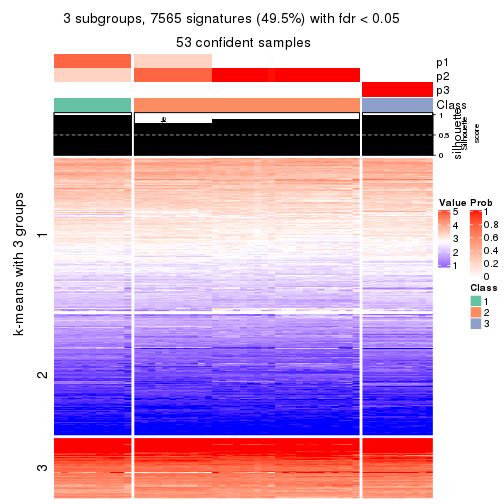 3 subgroups, 7565 signatures (49.5%) with fdr < 0.05
53 confident samples
p1
p2
p3
Class
1
0.5
0
silhouette
Silhouette
score
k-means with 3 groups
1
2
3
Value
5
4
3
2
1
Prob
1
0.8
0.6
0.4
0.2
0
Class
1
2
3